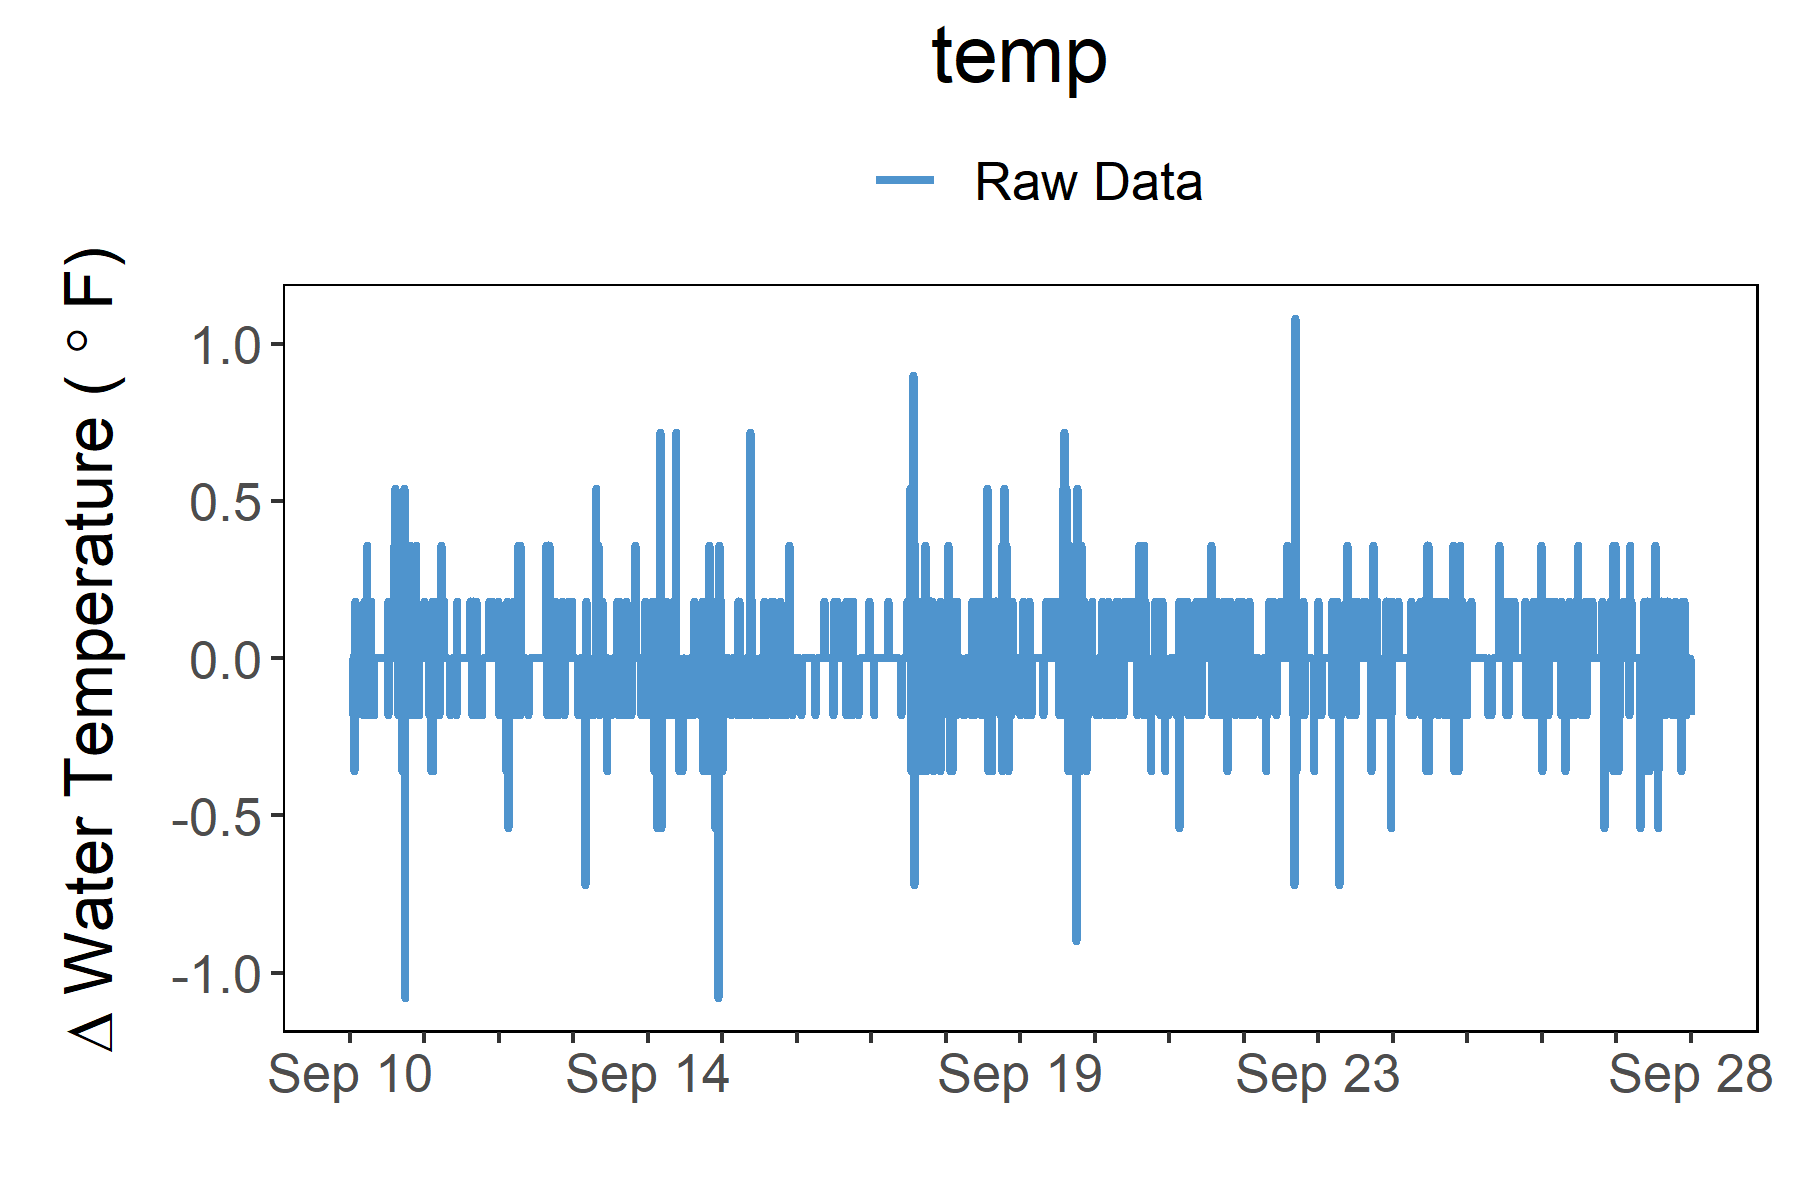 temp
Raw Data
Δ Water Temperature ( ° F)
1.0
0.5
0.0
-0.5
-1.0
Sep 10 Sep 14 Sep 19 Sep 23 Sep 28